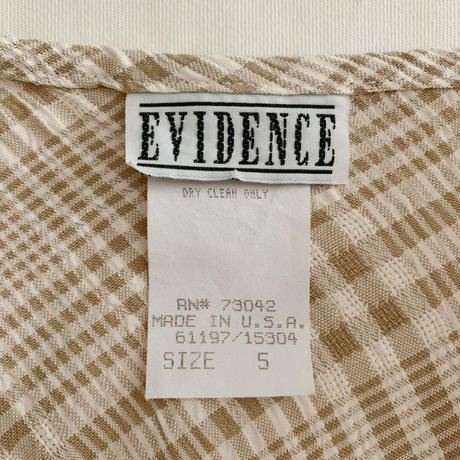 EVIDENCE
DRY CLEAN ONLY
RN# 73042
MADE IN U.S.A.
61197/15304
SIZE 5